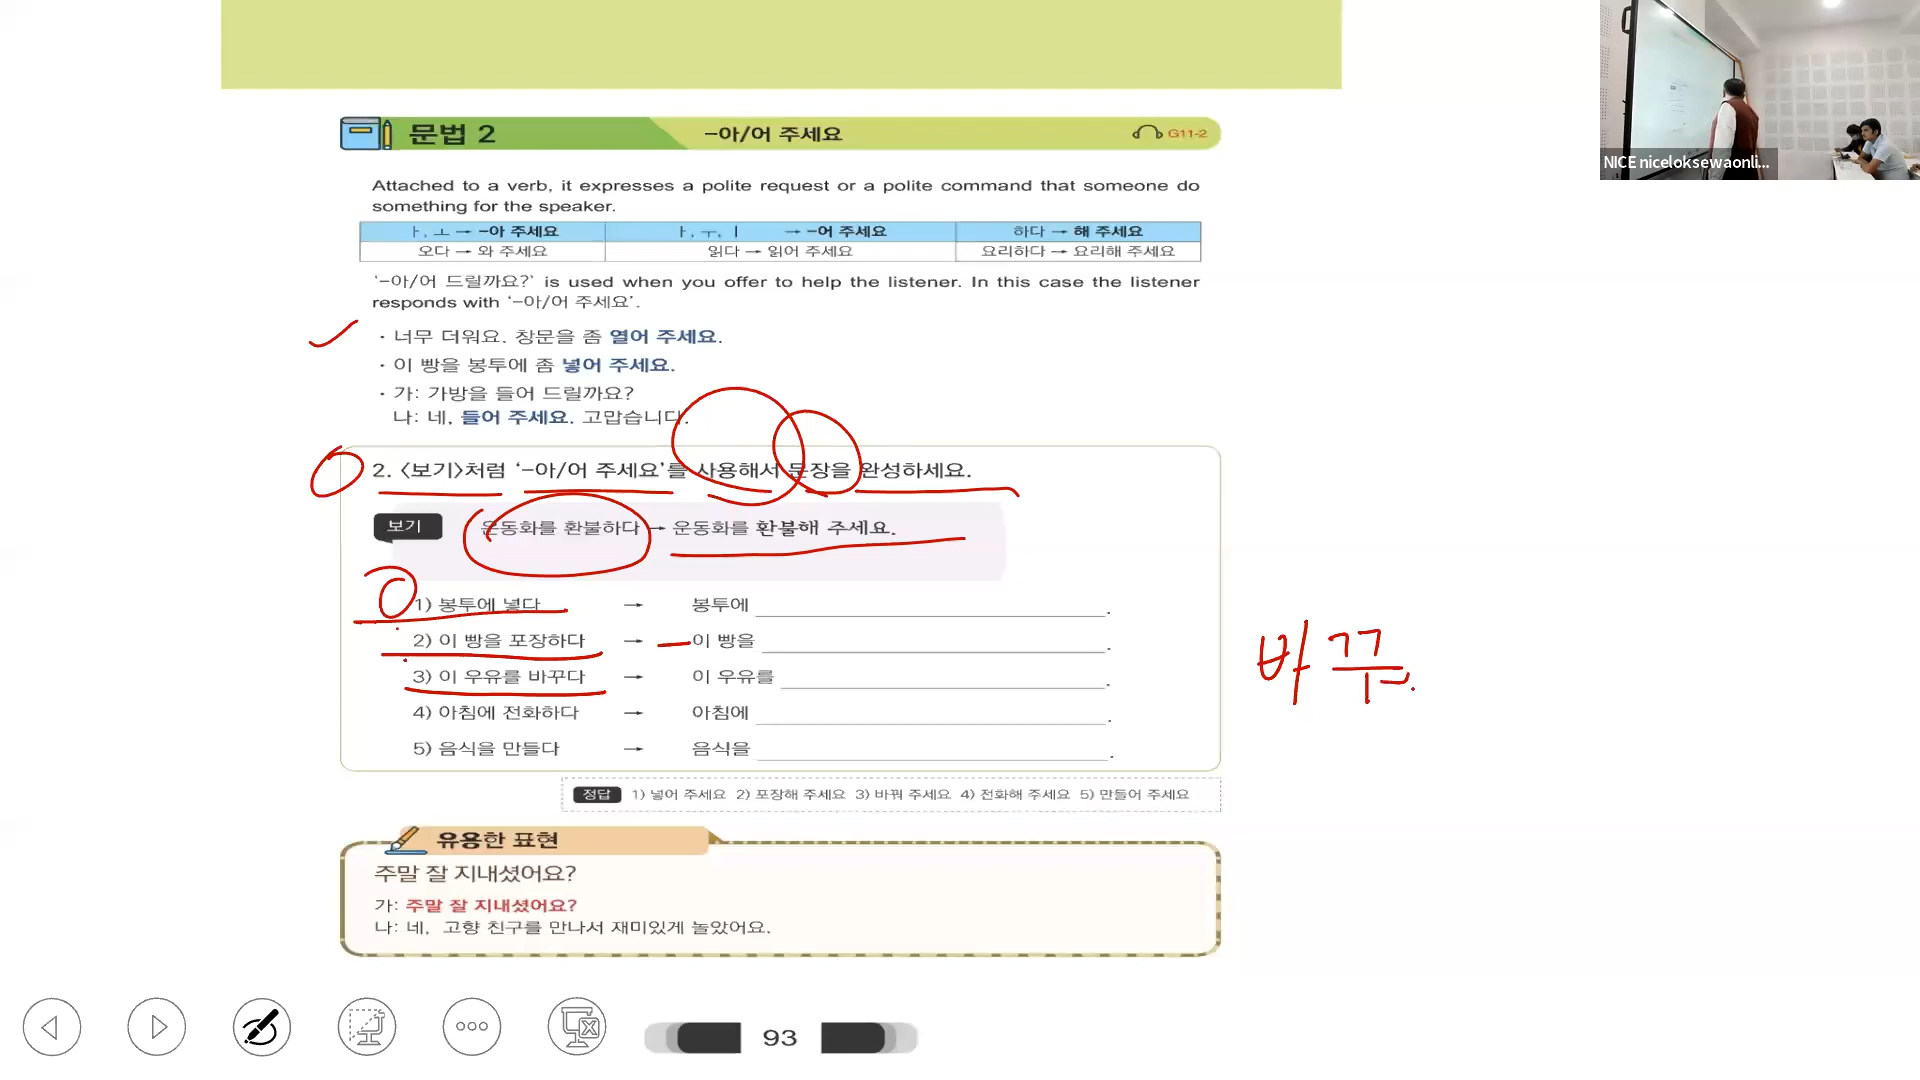 문법 2
-아/어 주세요
G11-2
Attached to a verb, it expresses a polite request or a polite command that someone do
something for the speaker.
ㅏ, ㅗ → -아 주세요
ㅏ, ㅜ, ㅣ → -어 주세요
하다 → 해 주세요
오다 → 와 주세요
읽다 → 읽어 주세요
요리하다 → 요리해 주세요
'-아/어 드릴까요?' is used when you offer to help the listener. In this case the listener
responds with '-아/어 주세요'.
· 너무 더워요. 창문을 좀 열어 주세요.
· 이 빵을 봉투에 좀 넣어 주세요.
· 가: 가방을 들어 드릴까요?
나: 네, 들어 주세요. 고맙습니다.
2. <보기>처럼 '-아/어 주세요'를 사용해서 문장을 완성하세요.
보기
운동화를 환불하다 → 운동화를 환불해 주세요.
1) 봉투에 넣다 → 봉투에 .
2) 이 빵을 포장하다 → 이 빵을 .
3) 이 우유를 바꾸다 → 이 우유를 .
4) 아침에 전화하다 → 아침에 .
5) 음식을 만들다 → 음식을 .
바꾸
정답 1) 넣어 주세요 2) 포장해 주세요 3) 바꿔 주세요 4) 전화해 주세요 5) 만들어 주세요
유용한 표현
주말 잘 지내셨어요?
가: 주말 잘 지내셨어요?
나: 네, 고향 친구를 만나서 재미있게 놀았어요.
93
NICE niceloksewaonli...